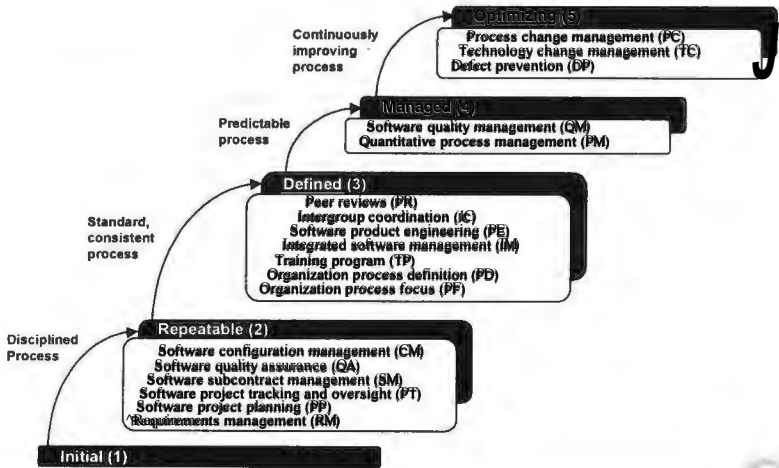 Optimizing (5)
Continuously
improving
process
Process change management (PC)
Technology change management (TC)
Defect prevention (DP)
Managed (4)
Predictable
process
Software quality management (QM)
Quantitative process management (PM)
Defined (3)
Standard,
consistent
process
Peer reviews (PR)
Intergroup coordination (IC)
Software product engineering (PE)
Integrated software management (IM)
Training program (TP)
Organization process definition (PD)
Organization process focus (PF)
Repeatable (2)
Disciplined
Process
Software configuration management (CM)
Software quality assurance (QA)
Software subcontract management (SM)
Software project tracking and oversight (PT)
Software project planning (PP)
Requirements management (RM)
Initial (1)